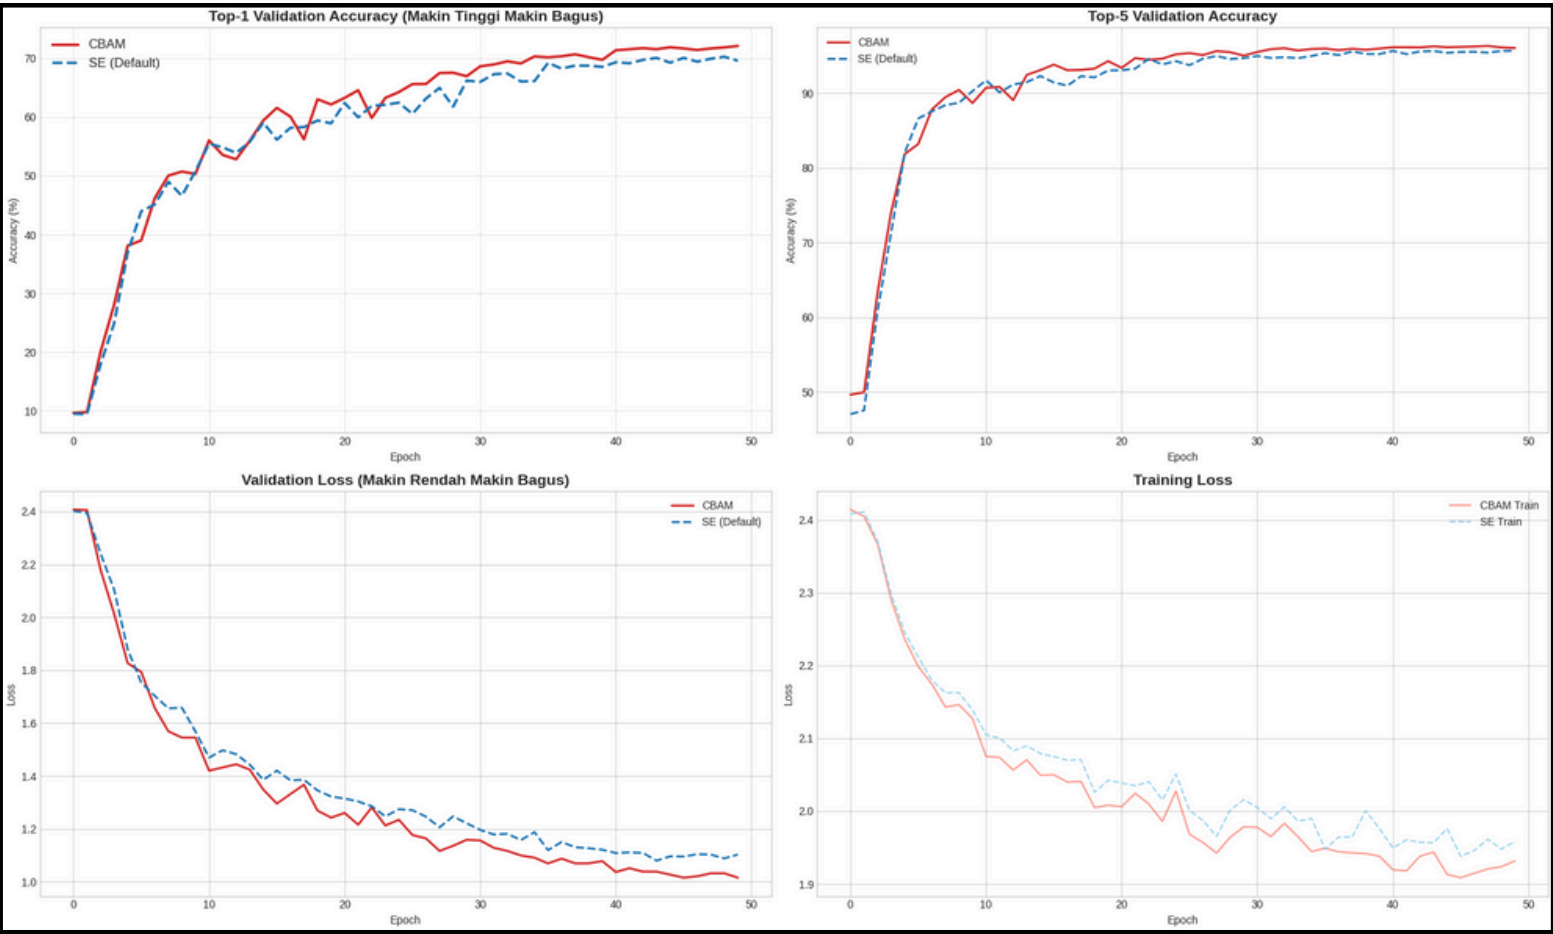 Top-1 Validation Accuracy (Makin Tinggi Makin Bagus)
CBAM
SE (Default)
70
60
50
40
30
20
10
Accuracy (%)
0 10 20 30 40 50
Epoch
Top-5 Validation Accuracy
CBAM
SE (Default)
90
80
70
60
50
Accuracy (%)
0 10 20 30 40 50
Epoch
Validation Loss (Makin Rendah Makin Bagus)
CBAM
SE (Default)
2.4
2.2
2.0
1.8
1.6
1.4
1.2
1.0
Loss
0 10 20 30 40 50
Epoch
Training Loss
CBAM Train
SE Train
2.4
2.3
2.2
2.1
2.0
1.9
Loss
0 10 20 30 40 50
Epoch